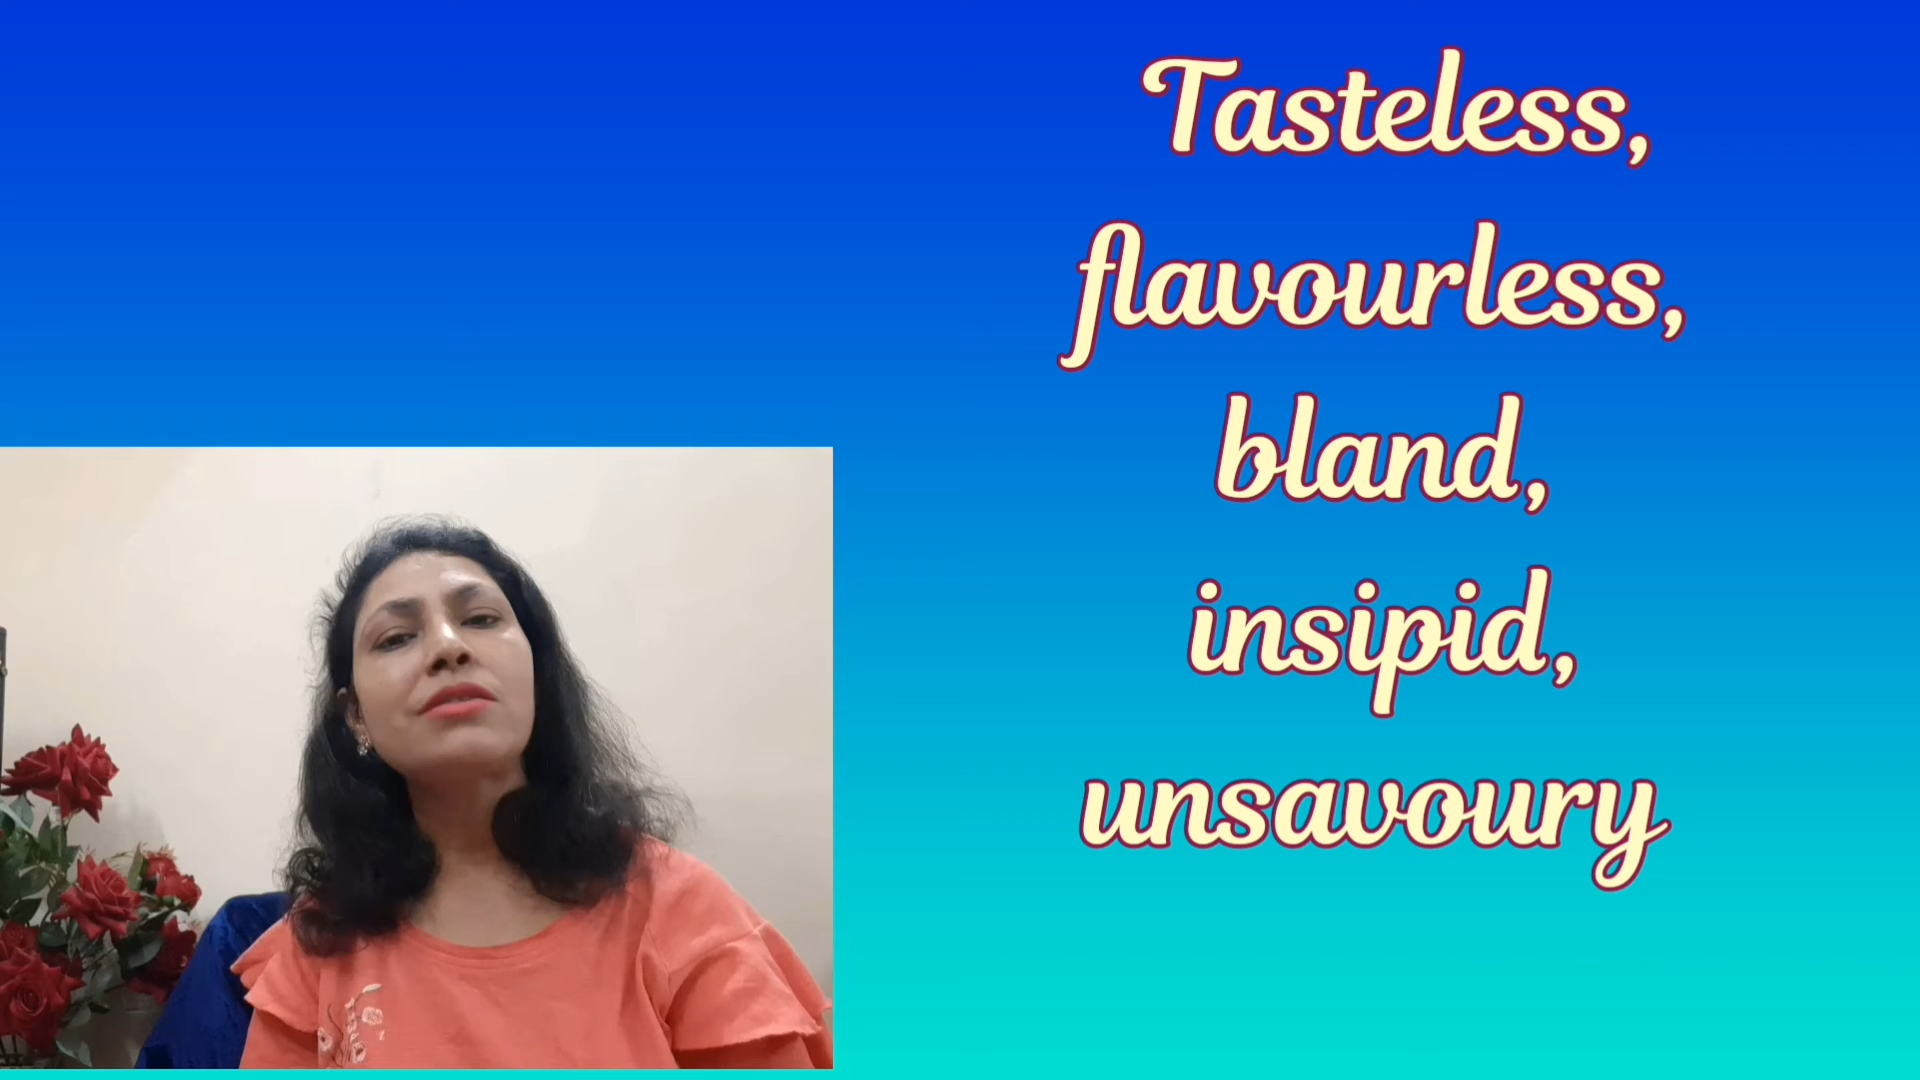 Tasteless,
flavourless,
bland,
insipid,
unsavoury